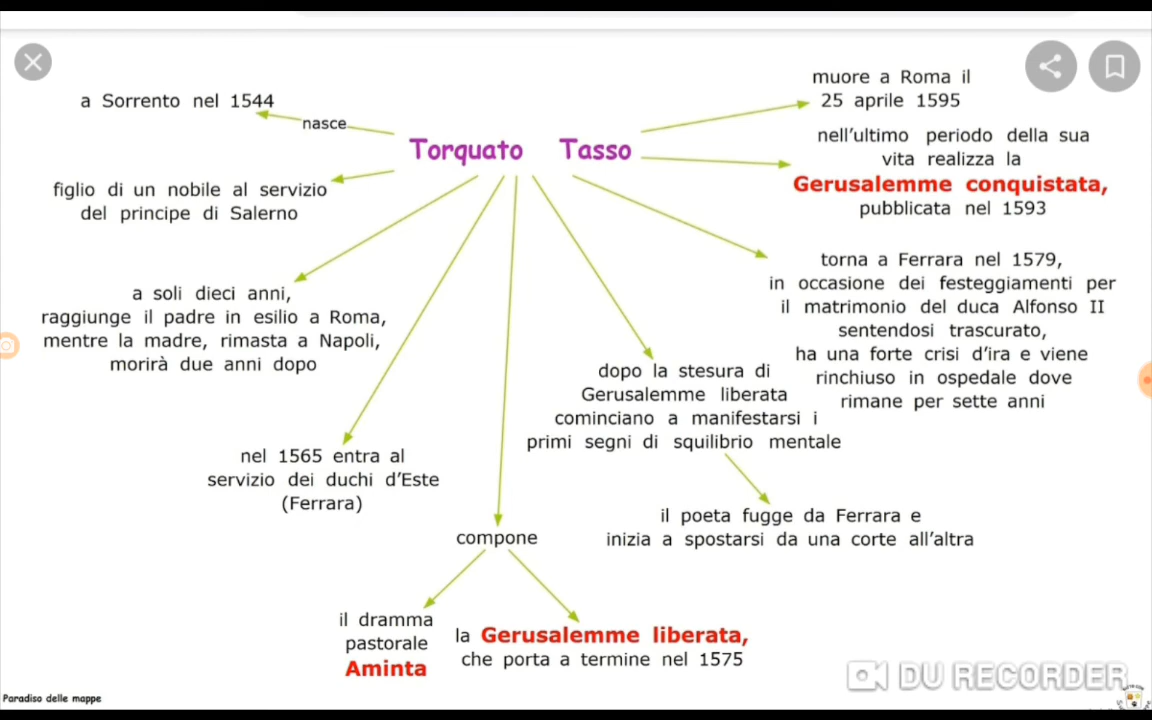 Torquato Tasso
nasce
a Sorrento nel 1544
figlio di un nobile al servizio
del principe di Salerno
a soli dieci anni,
raggiunge il padre in esilio a Roma,
mentre la madre, rimasta a Napoli,
morirà due anni dopo
nel 1565 entra al
servizio dei duchi d'Este
(Ferrara)
compone
il dramma
pastorale
Aminta
la Gerusalemme liberata,
che porta a termine nel 1575
dopo la stesura di
Gerusalemme liberata
cominciano a manifestarsi i
primi segni di squilibrio mentale
il poeta fugge da Ferrara e
inizia a spostarsi da una corte all'altra
torna a Ferrara nel 1579,
in occasione dei festeggiamenti per
il matrimonio del duca Alfonso II
sentendosi trascurato,
ha una forte crisi d'ira e viene
rinchiuso in ospedale dove
rimane per sette anni
nell'ultimo periodo della sua
vita realizza la
Gerusalemme conquistata,
pubblicata nel 1593
muore a Roma il
25 aprile 1595
Paradiso delle mappe
DU RECORDER